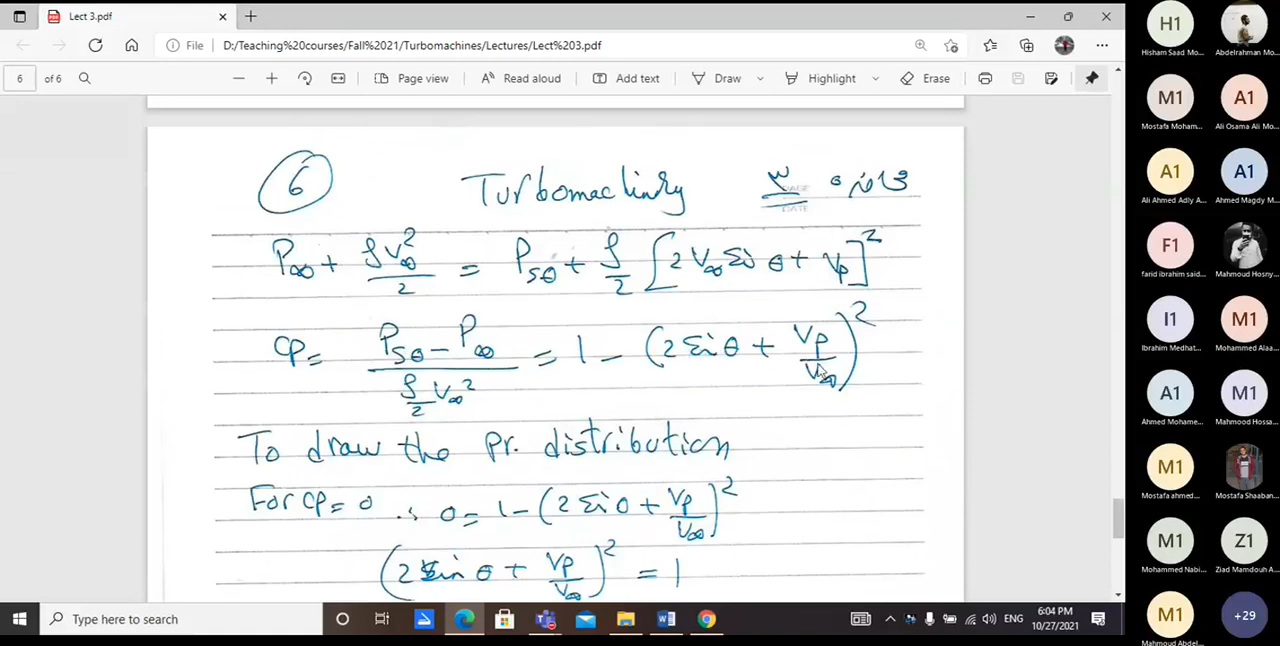 Lect 3.pdf
File D:/Teaching%20courses/Fall%2021/Turbomachines/Lectures/Lect%203.pdf
6 of 6 Page view Read aloud Add text Draw Highlight Erase
6 Turbomachinery
PAGE
DATE
P∞ + ρV∞²/2 = Psθ + ρ/2 [2V∞ Sin θ + Vp]²
CP = (Psθ - P∞)/(ρ/2 V∞²) = 1 - (2 Sin θ + Vp/V∞)²
To draw the Pr. distribution
For CP = 0 ∴ 0 = 1 - (2 Sin θ + Vp/V∞)²
(2 Sin θ + Vp/V∞)² = 1
H1
Hisham Saad Mo...
Abdelrahman Mo...
M1
Mostafa Moham...
A1
Ali Osama Ali Mo...
A1
Ali Ahmed Adly A...
A1
Ahmed Magdy M...
F1
farid ibrahim said...
Mahmoud Hosny...
I1
Ibrahim Medhat...
M1
Mohammed Alaa...
A1
Ahmed Mohame...
M1
Mahmood Hossa...
M1
Mostafa ahmed...
Mostafa Shaaban...
M1
Mohammed Nabi...
Z1
Ziad Mamdouh A...
M1
Mahmoud Abdel...
+29
Type here to search
ENG
6:04 PM
10/27/2021